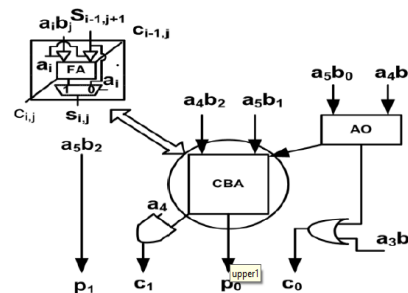 aᵢbⱼ Sᵢ₋₁,ⱼ₊₁ Cᵢ₋₁,ⱼ
aᵢ FA aᵢ
1 0
Cᵢ,ⱼ Sᵢ,ⱼ
a₅b₀ a₄b
a₄b₂ a₅b₁
AO
a₅b₂
CBA
a₄
a₃b
upper1
p₁ c₁ p₀ c₀